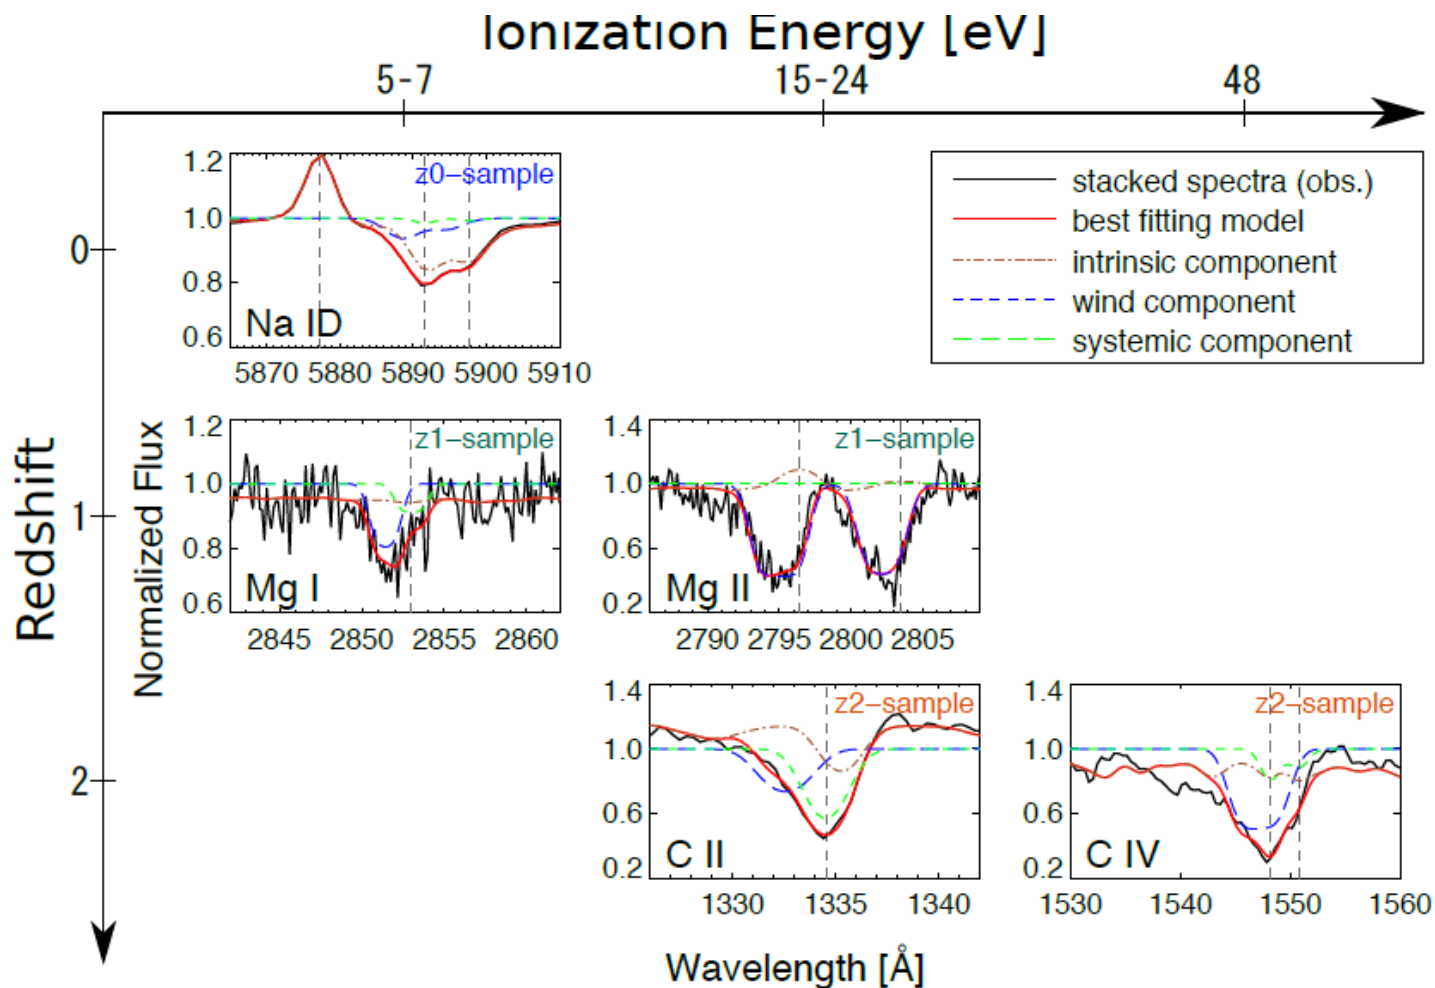 Ionization Energy [eV]
5-7
15-24
48
Redshift
0
1
2
Normalized Flux
1.2
1.0
0.8
0.6
z0-sample
Na ID
5870 5880 5890 5900 5910
stacked spectra (obs.)
best fitting model
intrinsic component
wind component
systemic component
1.2
1.0
0.8
0.6
z1-sample
Mg I
2845 2850 2855 2860
1.4
1.0
0.6
0.2
z1-sample
Mg II
2790 2795 2800 2805
1.4
1.0
0.6
0.2
z2-sample
C II
1330 1335 1340
1.4
1.0
0.6
0.2
z2-sample
C IV
1530 1540 1550 1560
Wavelength [Å]